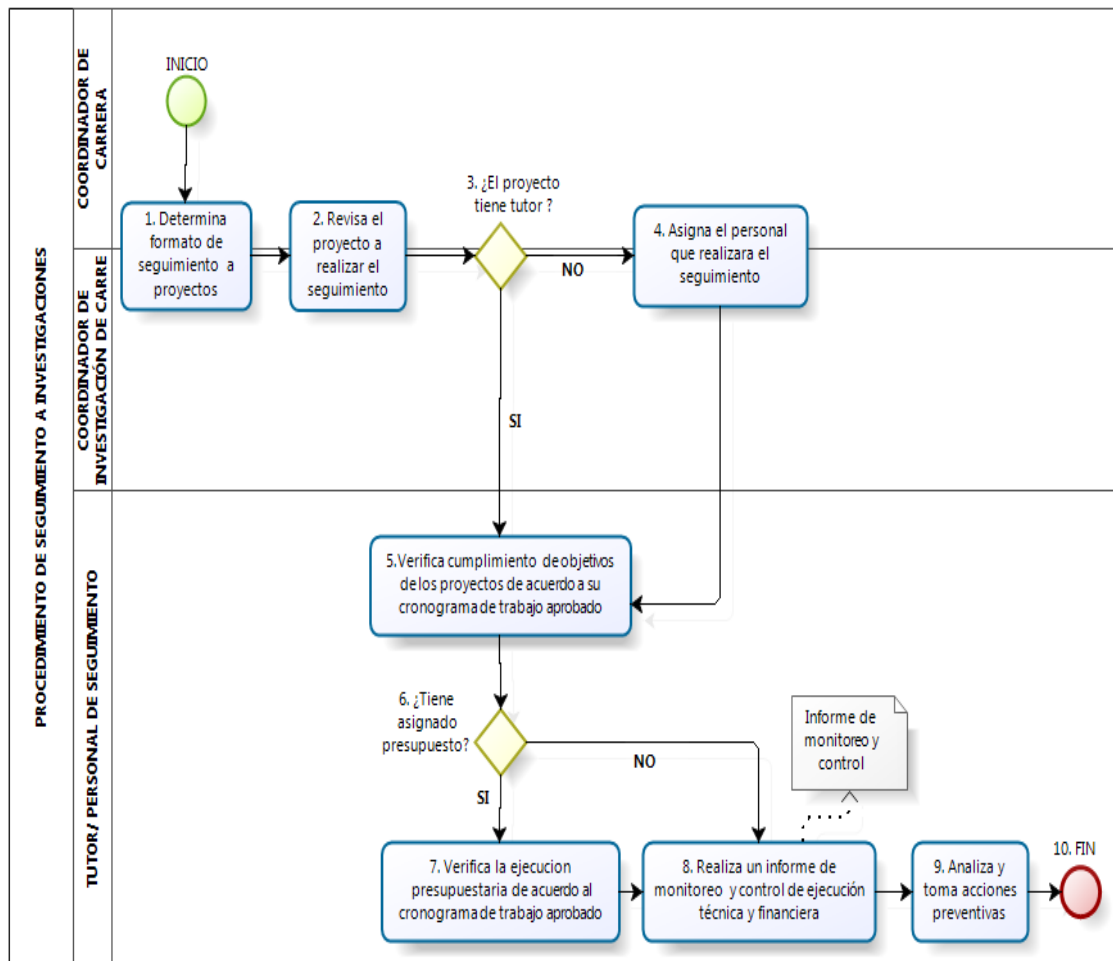 PROCEDIMIENTO DE SEGUIMIENTO A INVESTIGACIONES
COORDINADOR DE
CARRERA
INICIO
1. Determina
formato de
seguimiento a
proyectos
2. Revisa el
proyecto a
realizar el
seguimiento
3. ¿El proyecto
tiene tutor ?
NO
4. Asigna el personal
que realizara el
seguimiento
COORDINADOR DE
INVESTIGACIÓN DE CARRE
SI
TUTOR/ PERSONAL DE SEGUIMIENTO
5.Verifica cumplimiento de objetivos
de los proyectos de acuerdo a su
cronograma de trabajo aprobado
6. ¿Tiene
asignado
presupuesto?
NO
SI
Informe de
monitoreo y
control
7. Verifica la ejecucion
presupuestaria de acuerdo al
cronograma de trabajo aprobado
8. Realiza un informe de
monitoreo y control de ejecución
técnica y financiera
9. Analiza y
toma acciones
preventivas
10. FIN